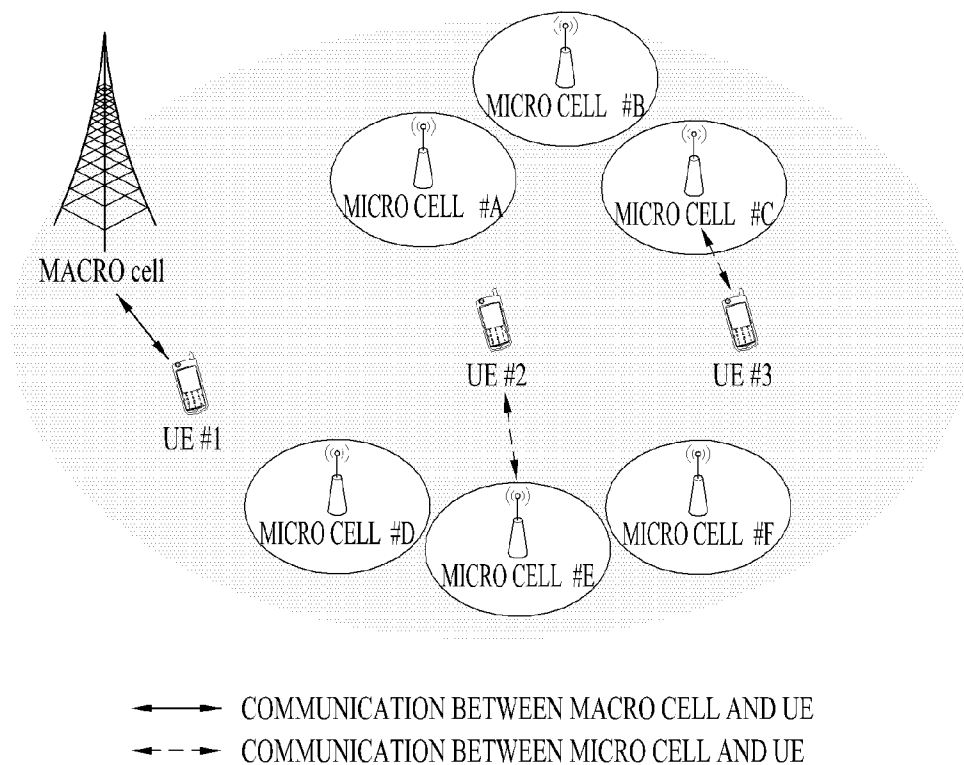 MICRO CELL #B
MICRO CELL #A
MICRO CELL #C
MACRO cell
UE #2
UE #3
UE #1
MICRO CELL #D
MICRO CELL #F
MICRO CELL #E
COMMUNICATION BETWEEN MACRO CELL AND UE
COMMUNICATION BETWEEN MICRO CELL AND UE